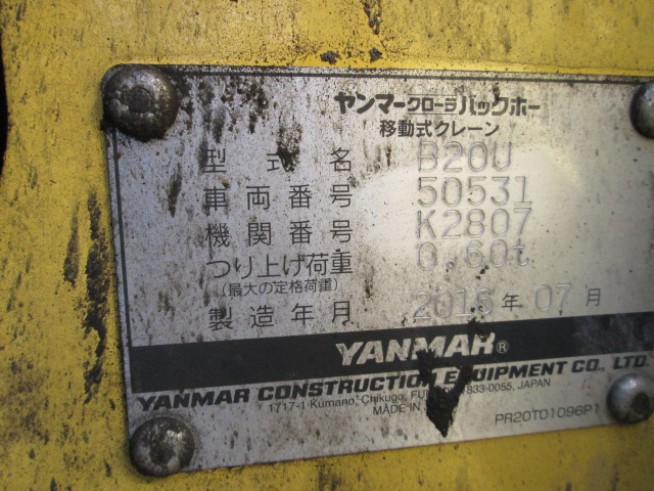 ヤンマークローラバックホー
移動式クレーン
型式名 B20U
車両番号 50531
機関番号 K2807
つり上げ荷重 0.60t
(最大の定格荷重)
製造年月 2015年07月
YANMAR®
YANMAR CONSTRUCTION EQUIPMENT CO., LTD.
1717-1 Kumano, Chikugo, 833-0055, JAPAN
MADE IN
PR20T01096P1